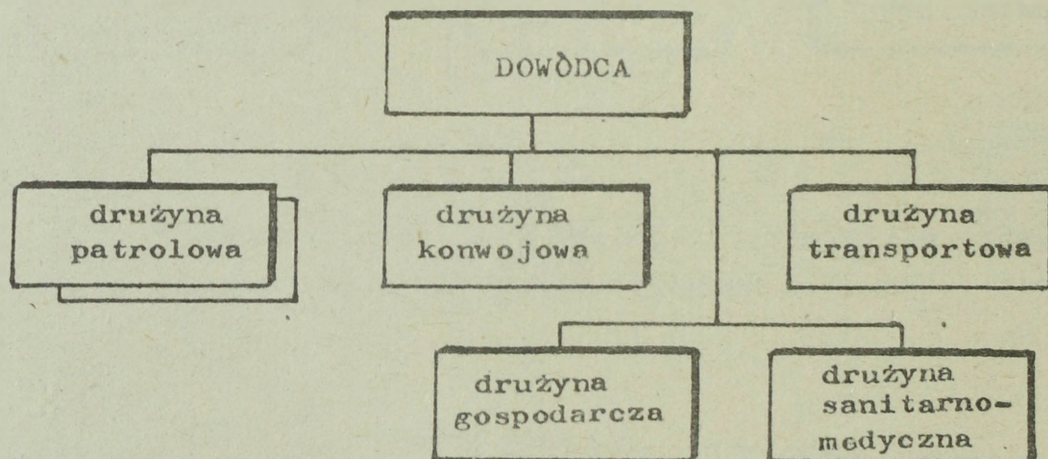 DOWÒDCA
drużyna
patrolowa
drużyna
konwojowa
drużyna
transportowa
drużyna
gospodarcza
drużyna
sanitarno-
medyczna